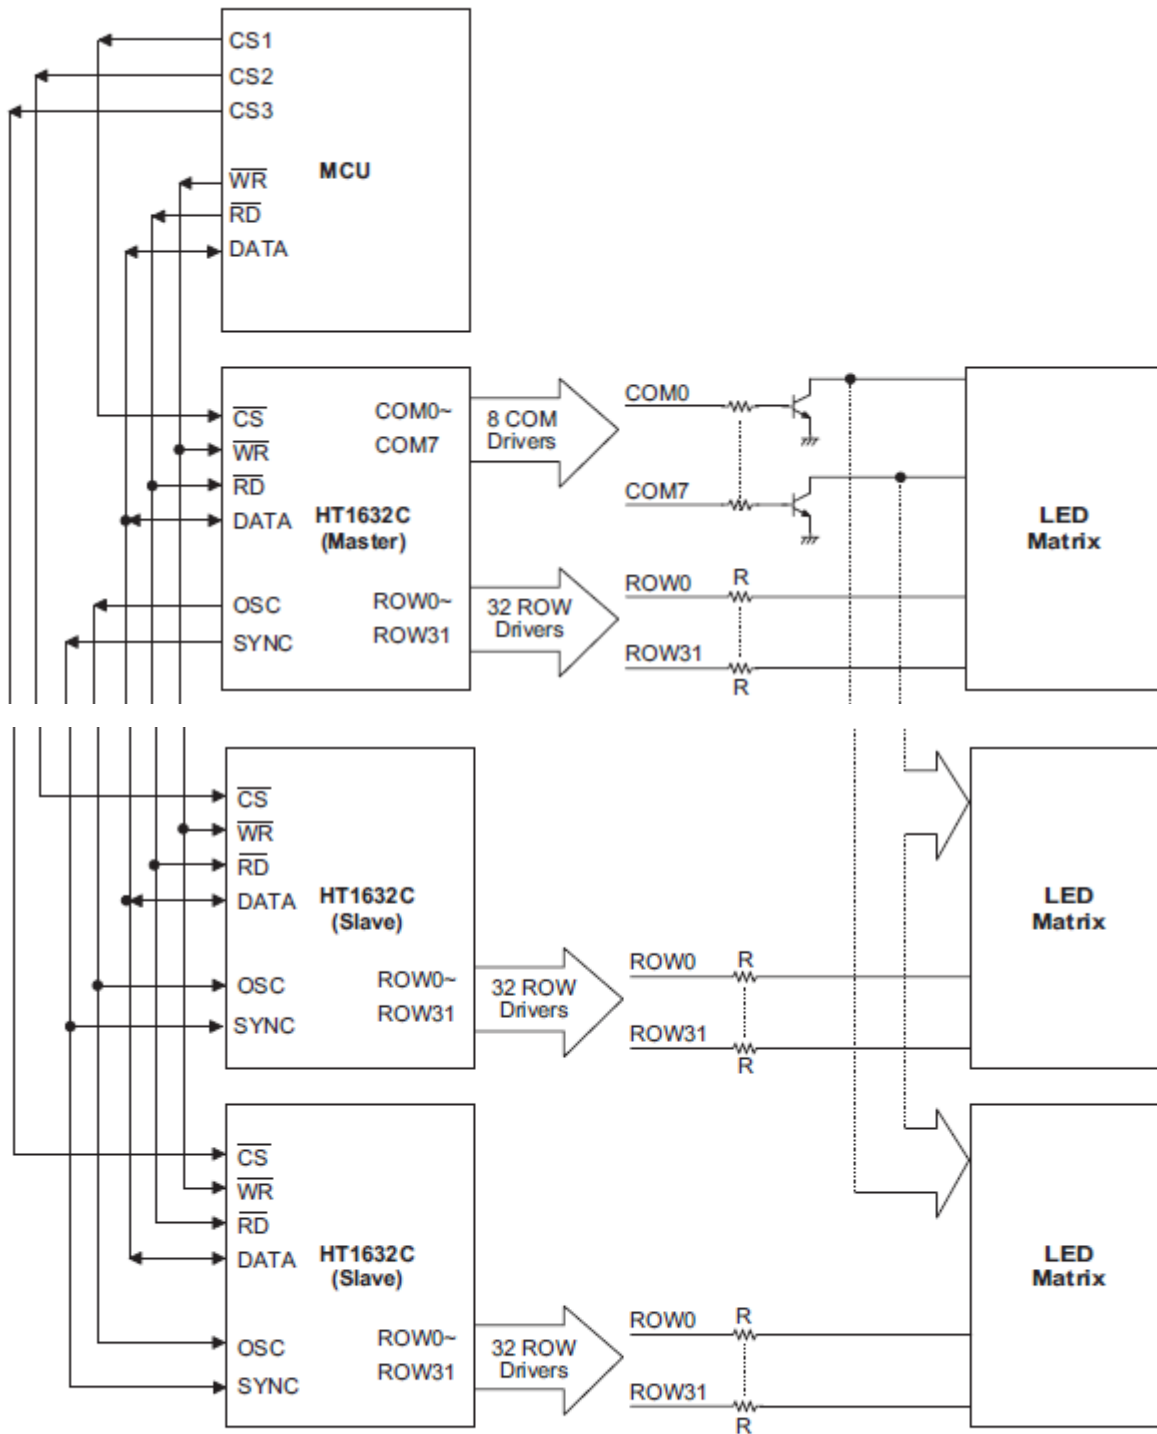 CS1
CS2
CS3
MCU
WR
RD
DATA
CS
WR
RD
DATA
HT1632C
(Master)
OSC
SYNC
COM0~
COM7
8 COM
Drivers
ROW0~
ROW31
32 ROW
Drivers
COM0
COM7
ROW0
R
ROW31
R
LED
Matrix
CS
WR
RD
DATA
HT1632C
(Slave)
OSC
SYNC
ROW0~
ROW31
32 ROW
Drivers
ROW0
R
ROW31
R
LED
Matrix
CS
WR
RD
DATA
HT1632C
(Slave)
OSC
SYNC
ROW0~
ROW31
32 ROW
Drivers
ROW0
R
ROW31
R
LED
Matrix